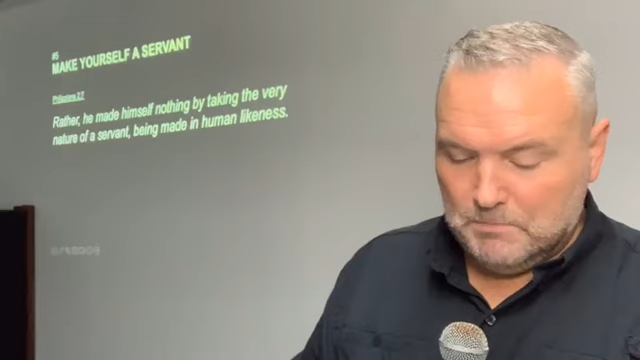 #5
MAKE YOURSELF A SERVANT
Philippians 2:7
Rather, he made himself nothing by taking the very
nature of a servant, being made in human likeness.